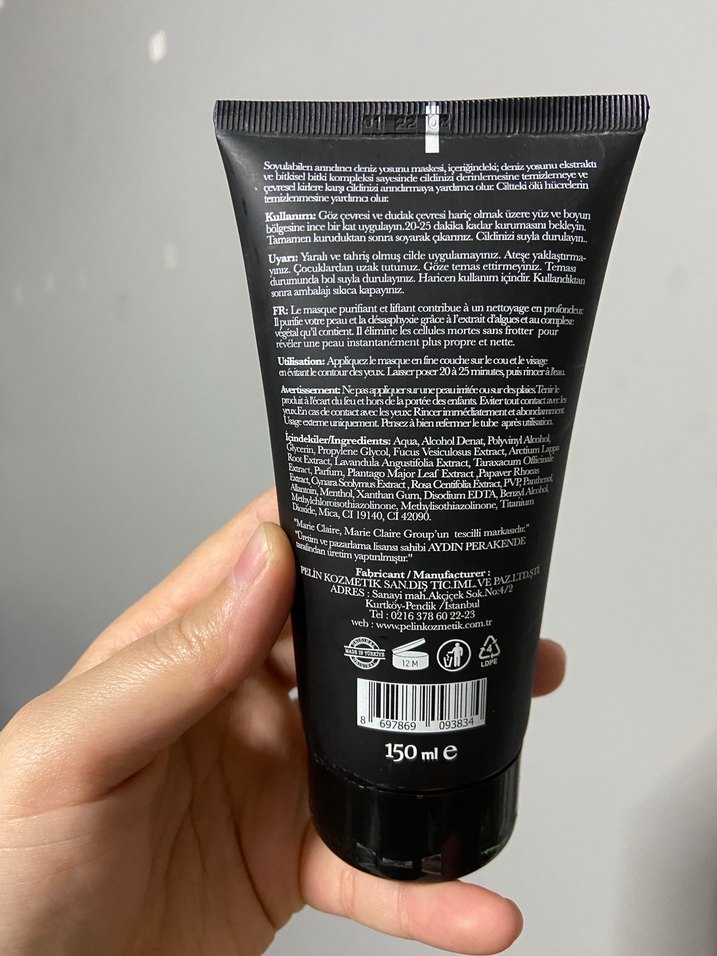 01 22 02
Soyulabilen arındırıcı deniz yosunu maskesi, içeriğindeki; deniz yosunu ekstraktı
ve bitkisel bitki kompleksi sayesinde cildinizi derinlemesine temizlemeye ve
çevresel kirlere karşı cildinizi arındırmaya yardımcı olur. Ciltteki ölü hücrelerin
temizlenmesine yardımcı olur.
Kullanım: Göz çevresi ve dudak çevresi hariç olmak üzere yüz ve boyun
bölgesine ince bir kat uygulayın.20-25 dakika kadar kurumasını bekleyin.
Tamamen kuruduktan sonra soyarak çıkarınız. Cildinizi suyla durulayın..
Uyarı: Yaralı ve tahriş olmuş cilde uygulamayınız. Ateşe yaklaştırma-
yınız. Çocuklardan uzak tutunuz. Göze temas ettirmeyiniz. Teması
durumunda bol suyla durulayınız. Haricen kullanım içindir. Kullandıktan
sonra ambalajı sıkıca kapayınız.
FR: Le masque purifiant et liftant contribue à un nettoyage en profondeur.
Il purifie votre peau et la désasphyxie grâce à l'extrait d'algues et au complexe
végétal qu'il contient. Il élimine les cellules mortes sans frotter pour
révéler une peau instantanément plus propre et nette.
Utilisation: Appliquez le masque en fine couche sur le cou et le visage
en évitant le contour des yeux. Laisser poser 20 à 25 minutes, puis rincer à l'eau.
Avertissement: Ne pas appliquer sur une peau irritée ou sur des plaies.Tenir le
produit à l'écart du feu et hors de la portée des enfants. Eviter tout contact avec les
yeux.En cas de contact avec les yeux: Rincer immédiatement et abondamment.
Usage externe uniquement. Pensez à bien refermer le tube après utilisation.
İçindekiler/Ingredients: Aqua, Alcohol Denat, Polyvinyl Alcohol,
Glycerin, Propylene Glycol, Fucus Vesiculosus Extract, Arctium Lappa
Root Extract, Lavandula Angustifolia Extract, Taraxacum Officinale
Extract, Parfum, Plantago Major Leaf Extract ,Papaver Rhoeas
Extract, Cynara Scolymus Extract , Rosa Centifolia Extract, PVP, Panthenol,
Allantoin, Menthol, Xanthan Gum, Disodium EDTA, Benzyl Alcohol,
Methylchloroisothiazolinone, Methylisothiazolinone, Titanium
Dioxide, Mica, CI 19140, CI 42090.
"Marie Claire, Marie Claire Group'un tescilli markasıdır."
"Üretim ve pazarlama lisansı sahibi AYDIN PERAKENDE
tarafından üretim yaptırılmıştır."
Fabricant / Manufacturer :
PELİN KOZMETİK SAN.DIŞ TİC.İML.VE PAZ.LTD.ŞTİ.
ADRES : Sanayi mah.Akçiçek Sok.No:4/2
Kurtköy-Pendik /İstanbul
Tel : 0216 378 60 22-23
web : www.pelinkozmetik.com.tr
MADE IN TÜRKİYE
12 M
4
LDPE
8 697869 093834
150 ml e